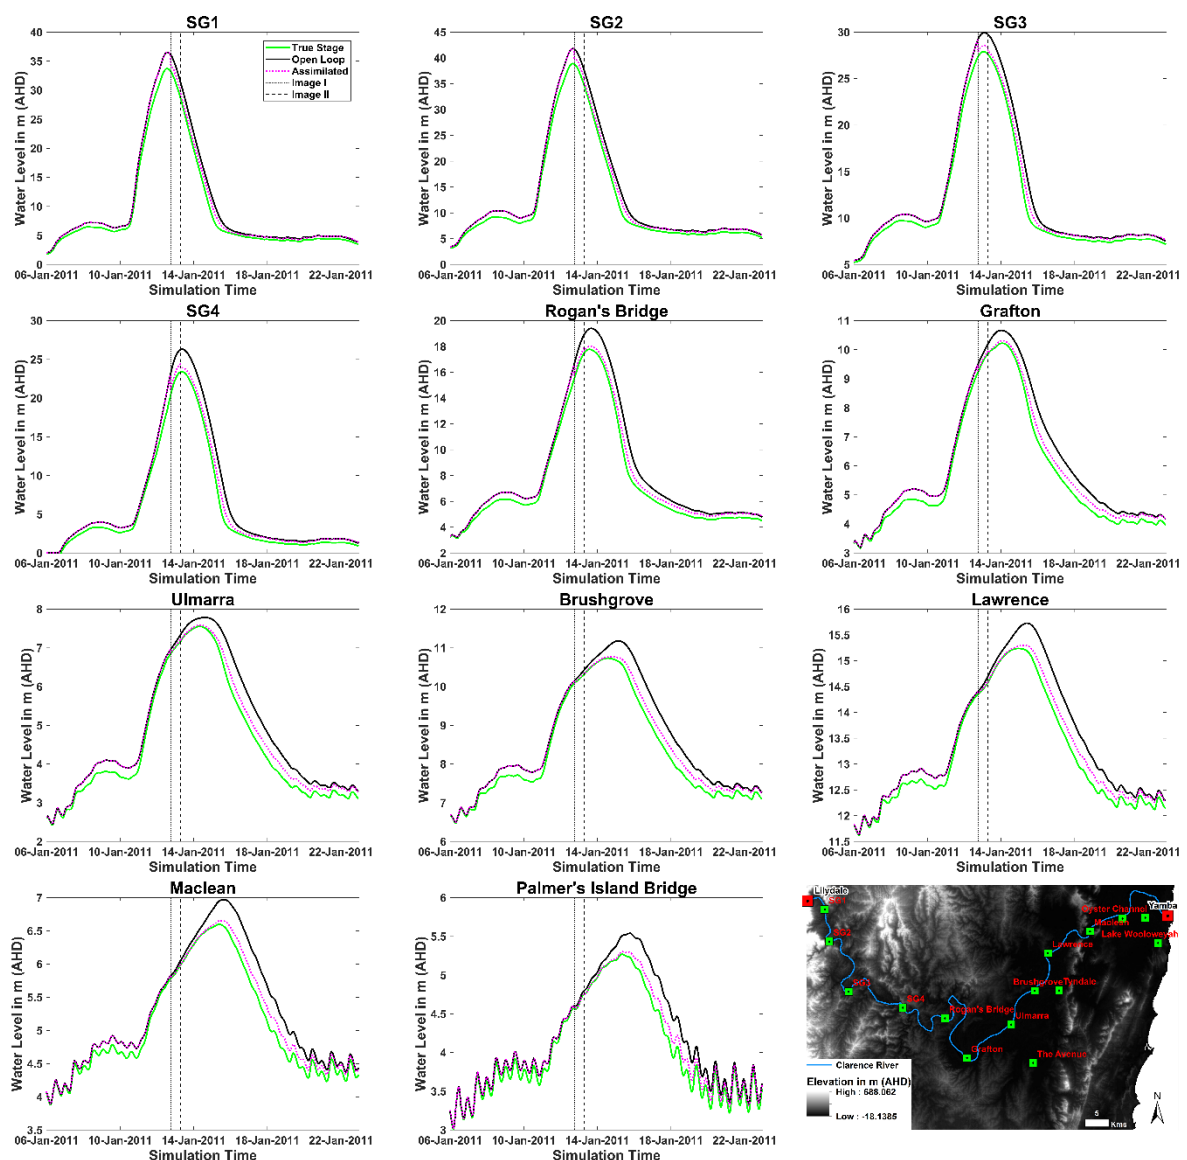 SG1
Water Level in m (AHD)
40
35
30
25
20
15
10
5
0
True Stage
Open Loop
Assimilated
Image I
Image II
06-Jan-2011 10-Jan-2011 14-Jan-2011 18-Jan-2011 22-Jan-2011
Simulation Time
SG2
Water Level in m (AHD)
45
40
35
30
25
20
15
10
5
0
06-Jan-2011 10-Jan-2011 14-Jan-2011 18-Jan-2011 22-Jan-2011
Simulation Time
SG3
Water Level in m (AHD)
30
25
20
15
10
5
06-Jan-2011 10-Jan-2011 14-Jan-2011 18-Jan-2011 22-Jan-2011
Simulation Time
SG4
Water Level in m (AHD)
30
25
20
15
10
5
0
06-Jan-2011 10-Jan-2011 14-Jan-2011 18-Jan-2011 22-Jan-2011
Simulation Time
Rogan's Bridge
Water Level in m (AHD)
20
18
16
14
12
10
8
6
4
2
06-Jan-2011 10-Jan-2011 14-Jan-2011 18-Jan-2011 22-Jan-2011
Simulation Time
Grafton
Water Level in m (AHD)
11
10
9
8
7
6
5
4
3
06-Jan-2011 10-Jan-2011 14-Jan-2011 18-Jan-2011 22-Jan-2011
Simulation Time
Ulmarra
Water Level in m (AHD)
8
7
6
5
4
3
2
06-Jan-2011 10-Jan-2011 14-Jan-2011 18-Jan-2011 22-Jan-2011
Simulation Time
Brushgrove
Water Level in m (AHD)
12
11
10
9
8
7
6
06-Jan-2011 10-Jan-2011 14-Jan-2011 18-Jan-2011 22-Jan-2011
Simulation Time
Lawrence
Water Level in m (AHD)
16
15.5
15
14.5
14
13.5
13
12.5
12
11.5
06-Jan-2011 10-Jan-2011 14-Jan-2011 18-Jan-2011 22-Jan-2011
Simulation Time
Maclean
Water Level in m (AHD)
7
6.5
6
5.5
5
4.5
4
3.5
06-Jan-2011 10-Jan-2011 14-Jan-2011 18-Jan-2011 22-Jan-2011
Simulation Time
Palmer's Island Bridge
Water Level in m (AHD)
6
5.5
5
4.5
4
3.5
3
06-Jan-2011 10-Jan-2011 14-Jan-2011 18-Jan-2011 22-Jan-2011
Simulation Time
Lilydale
SG1
SG2
SG3
SG4
Rogan's Bridge
Grafton
Ulmarra
Brushgrove
Tyndale
The Avenue
Lawrence
Maclean
Oyster Channel
Yamba
Lake Wooloweyah
Clarence River
Elevation in m (AHD)
High : 688.062
Low : -18.1385
5
Kms
N